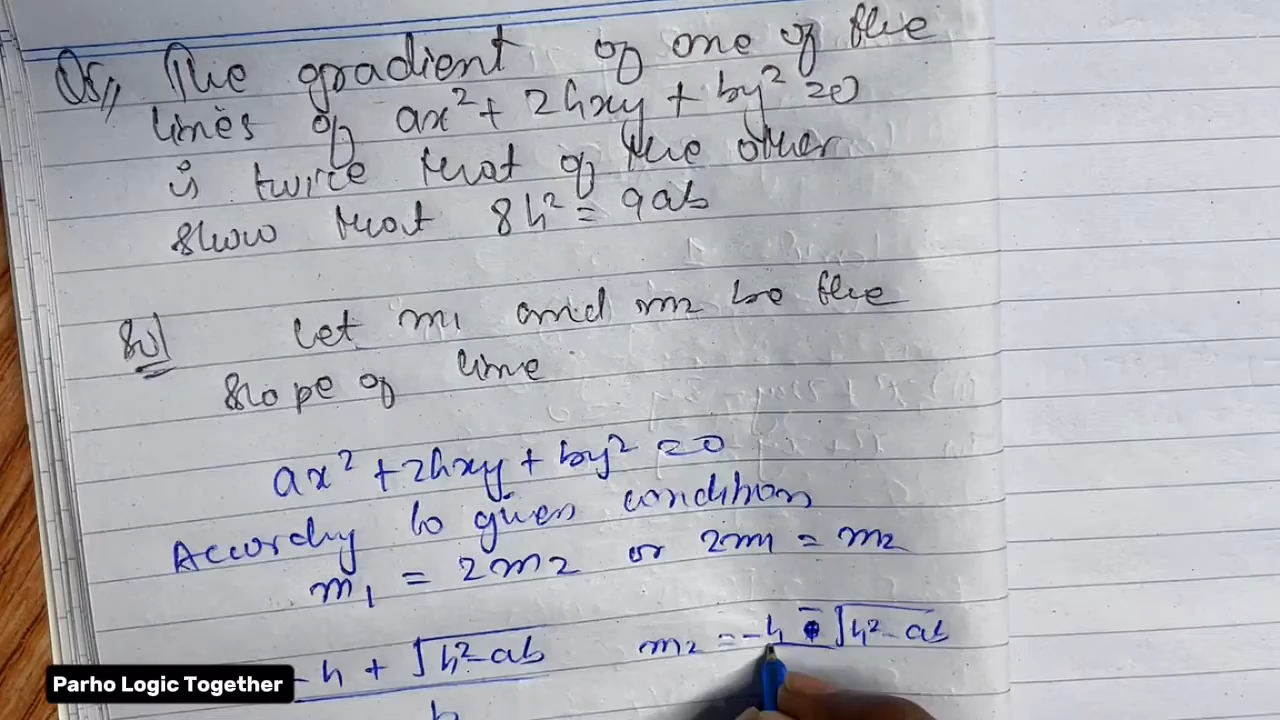 Q5,, The gradient of one of the
lines of ax² + 2hxy + by² = 0
is twice that of the other
show that 8h² = 9ab
Sol Let m₁ and m₂ be the
slope of line
ax² + 2hxy + by² = 0
Accordy to given condition
m₁ = 2m₂ or 2m₁ = m₂
- h + √h² - ab m₂ = -h - √h² - ab
b
Parho Logic Together